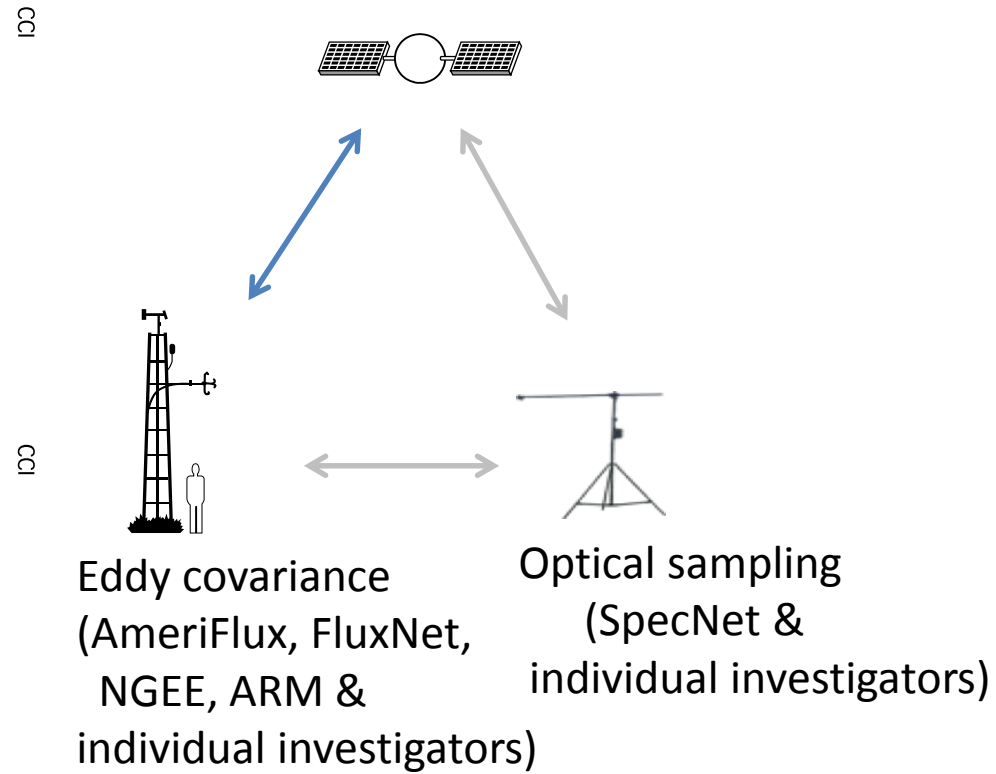 CCI
CCI
Eddy covariance
(AmeriFlux, FluxNet,
NGEE, ARM &
individual investigators)
Optical sampling
(SpecNet &
individual investigators)